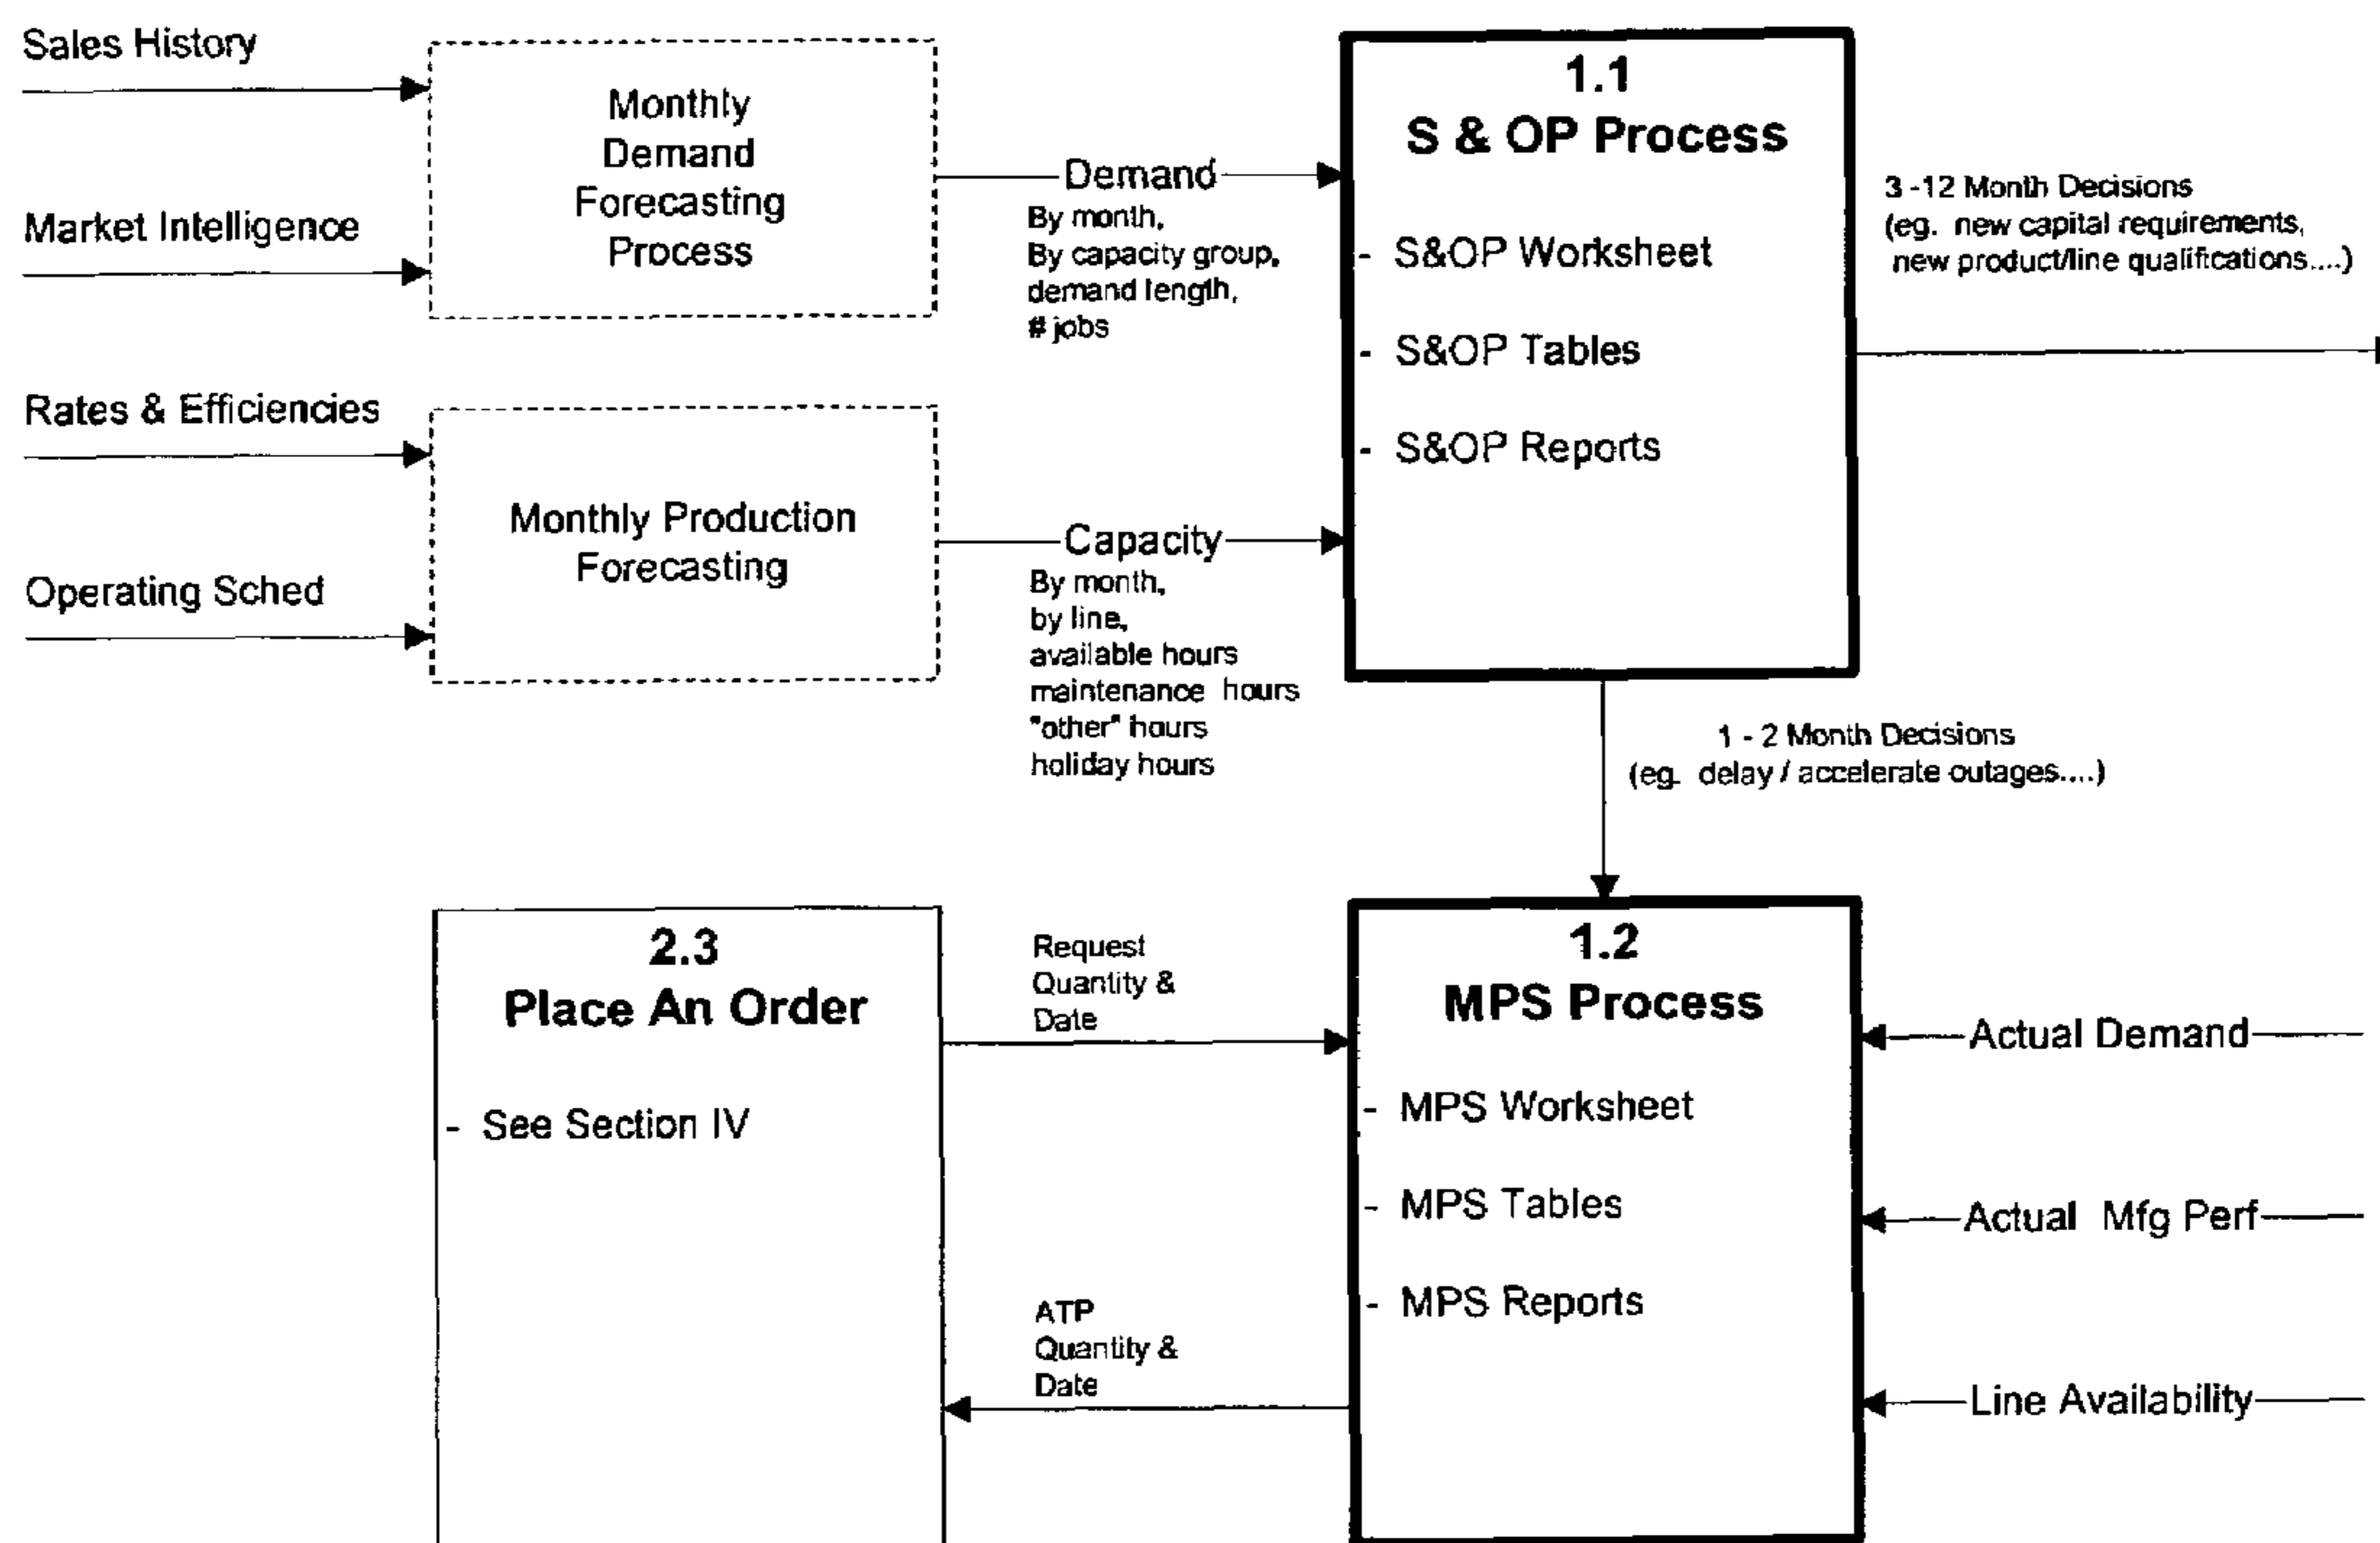 Sales History
Market Intelligence
Monthly
Demand
Forecasting
Process
Demand
By month,
By capacity group,
demand length,
# jobs
1.1
S & OP Process
- S&OP Worksheet
- S&OP Tables
- S&OP Reports
3 -12 Month Decisions
(eg. new capital requirements,
new product/line qualifications....)
Rates & Efficiencies
Operating Sched
Monthly Production
Forecasting
Capacity
By month,
by line,
available hours
maintenance hours
"other" hours
holiday hours
1 - 2 Month Decisions
(eg. delay / accelerate outages....)
2.3
Place An Order
- See Section IV
Request
Quantity &
Date
ATP
Quantity &
Date
1.2
MPS Process
- MPS Worksheet
- MPS Tables
- MPS Reports
Actual Demand
Actual Mfg Perf
Line Availability